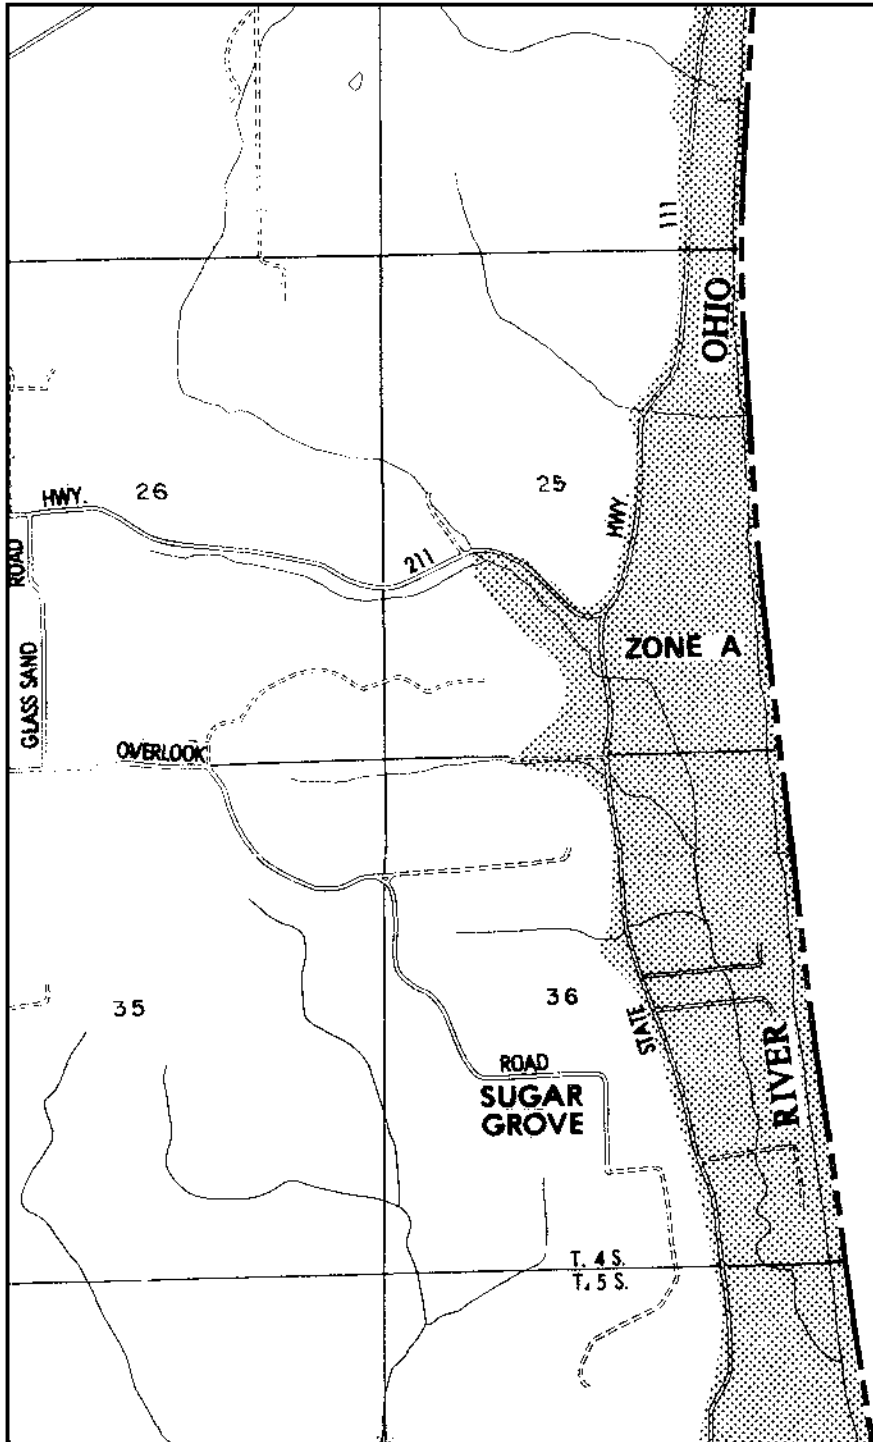 111
OHIO
HWY.
26
25
HWY
211
ROAD
GLASS SAND
ZONE A
OVERLOOK
35
36
STATE
RIVER
ROAD
SUGAR
GROVE
T. 4 S.
T. 5 S.